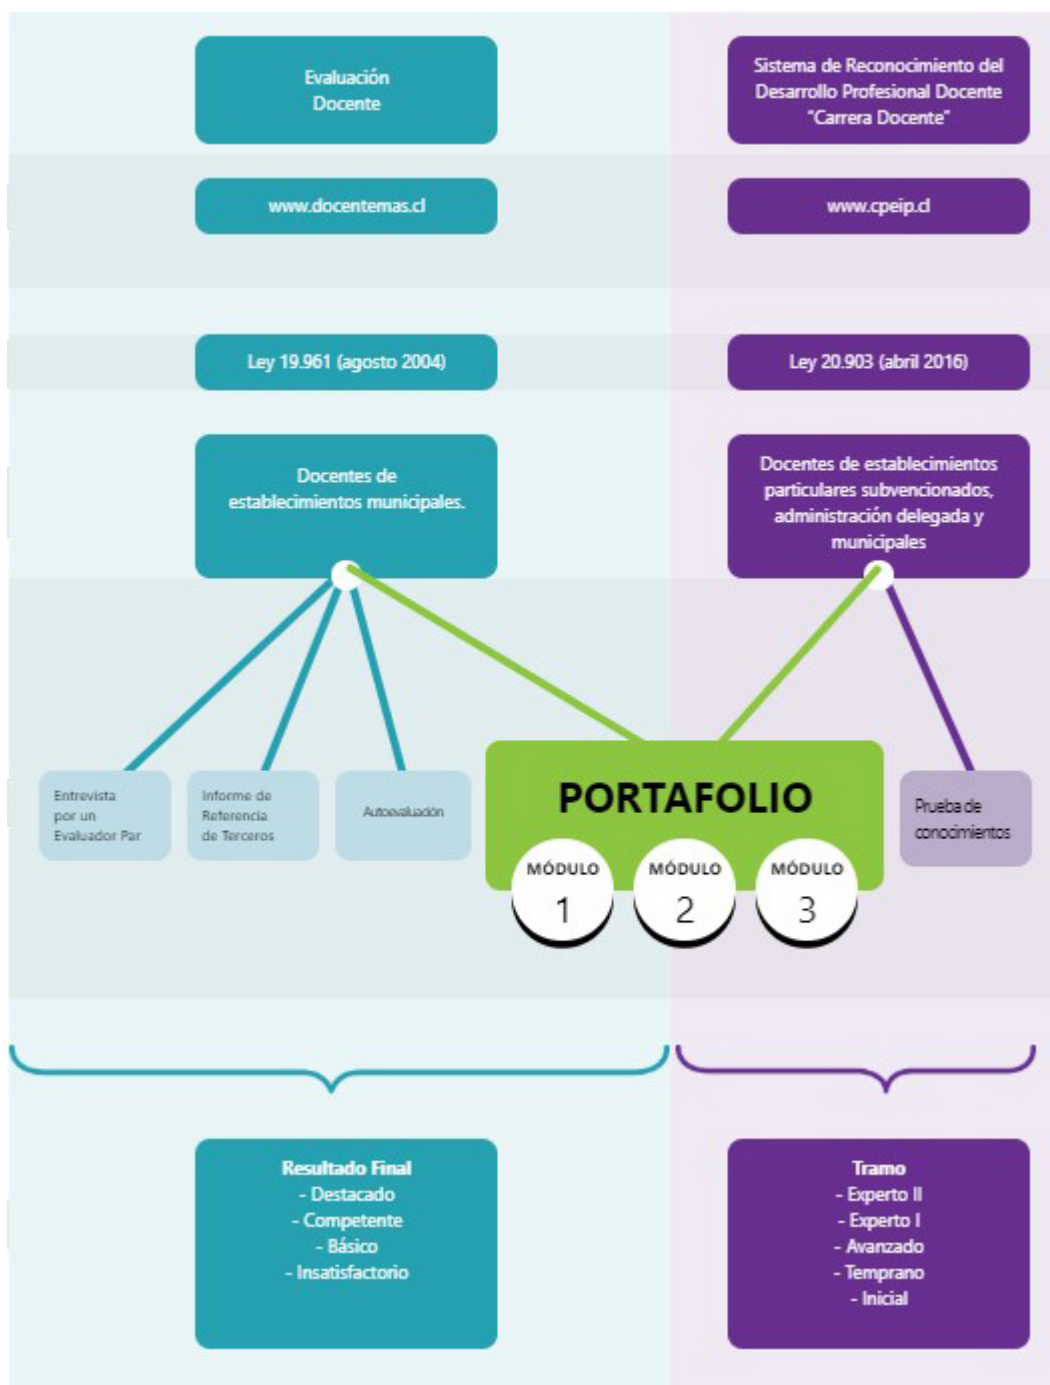 Evaluación
Docente
Sistema de Reconocimiento del
Desarrollo Profesional Docente
"Carrera Docente"
www.docentemas.cl
www.cpeip.cl
Ley 19.961 (agosto 2004)
Ley 20.903 (abril 2016)
Docentes de
establecimientos municipales.
Docentes de establecimientos
particulares subvencionados,
administración delegada y
municipales
Entrevista
por un
Evaluador Par
Informe de
Referencia
de Terceros
Autoevaluación
PORTAFOLIO
MÓDULO
1
MÓDULO
2
MÓDULO
3
Prueba de
conocimientos
Resultado Final
- Destacado
- Competente
- Básico
- Insatisfactorio
Tramo
- Experto II
- Experto I
- Avanzado
- Temprano
- Inicial